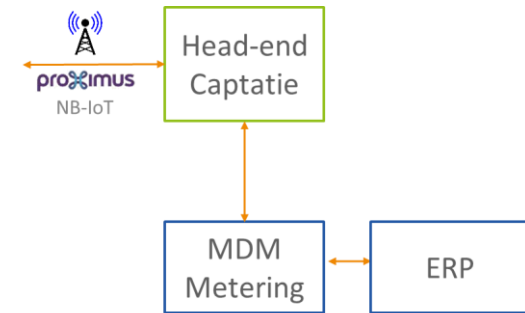 Head-end
Captatie
proximus
NB-IoT
MDM
Metering
ERP